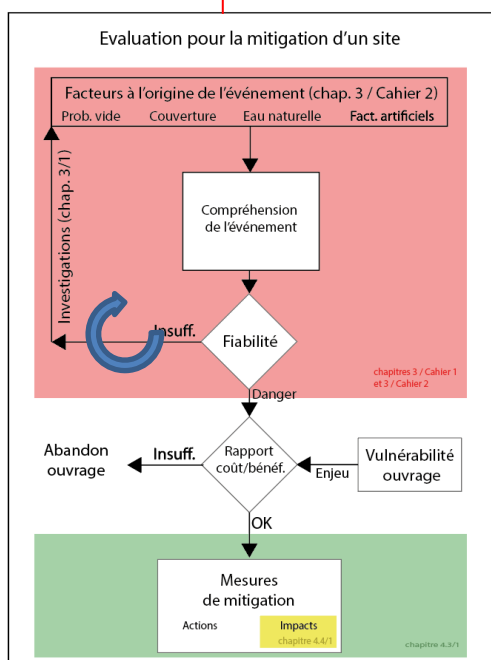 Evaluation pour la mitigation d'un site
Facteurs à l'origine de l'événement (chap. 3 / Cahier 2)
Prob. vide Couverture Eau naturelle Fact. artificiels
Investigations (chap. 3/1)
Compréhension
de l'événement
Insuff.
Fiabilité
chapitres 3 / Cahier 1
et 3 / Cahier 2
Danger
Abandon
ouvrage
Insuff.
Rapport
coût/bénéf.
Enjeu
Vulnérabilité
ouvrage
OK
Mesures
de mitigation
Actions Impacts
chapitre 4.4/1
chapitre 4.3/1